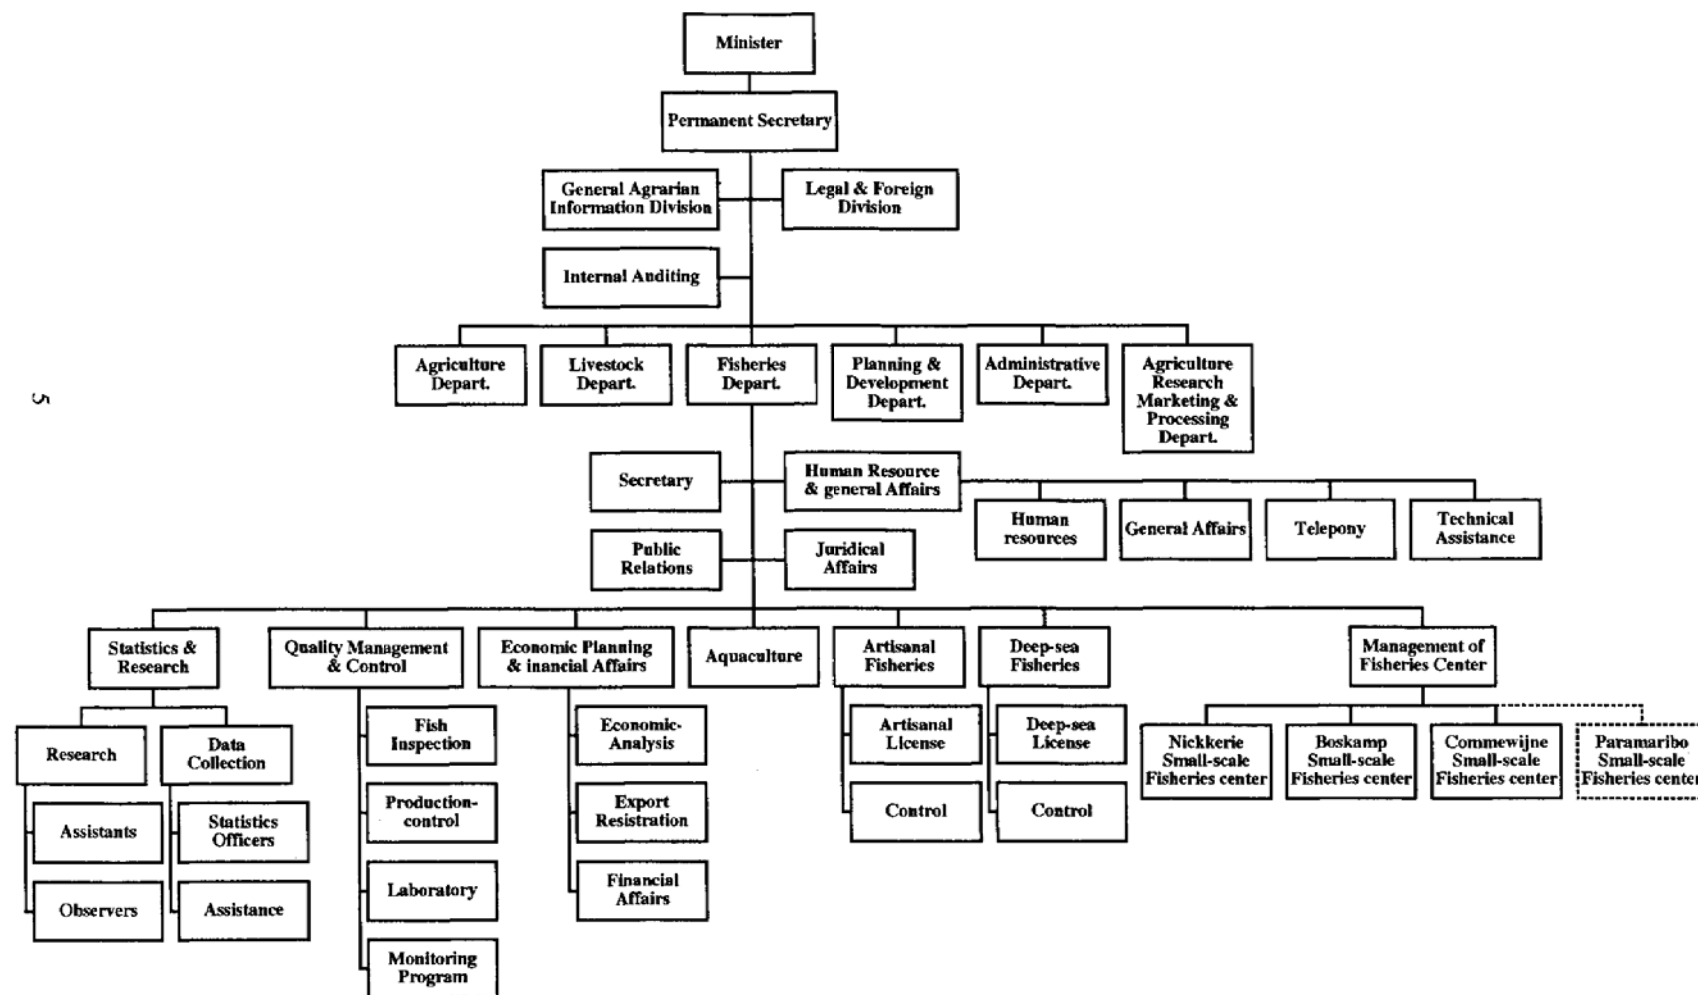 Minister
Permanent Secretary
General Agrarian
Information Division
Legal & Foreign
Division
Internal Auditing
Agriculture
Depart.
Livestock
Depart.
Fisheries
Depart.
Planning &
Development
Depart.
Administrative
Depart.
Agriculture
Research
Marketing &
Processing
Depart.
5
Secretary
Human Resource
& general Affairs
Human
resources
General Affairs
Telepony
Technical
Assistance
Public
Relations
Juridical
Affairs
Statistics &
Research
Quality Management
& Control
Economic Planning
& inancial Affairs
Aquaculture
Artisanal
Fisheries
Deep-sea
Fisheries
Management of
Fisheries Center
Research
Data
Collection
Fish
Inspection
Economic-
Analysis
Artisanal
License
Deep-sea
License
Nickkerie
Small-scale
Fisheries center
Boskamp
Small-scale
Fisheries center
Commewijne
Small-scale
Fisheries center
Paramaribo
Small-scale
Fisheries center
Assistants
Statistics
Officers
Production-
control
Export
Resistration
Control
Control
Observers
Assistance
Laboratory
Financial
Affairs
Monitoring
Program